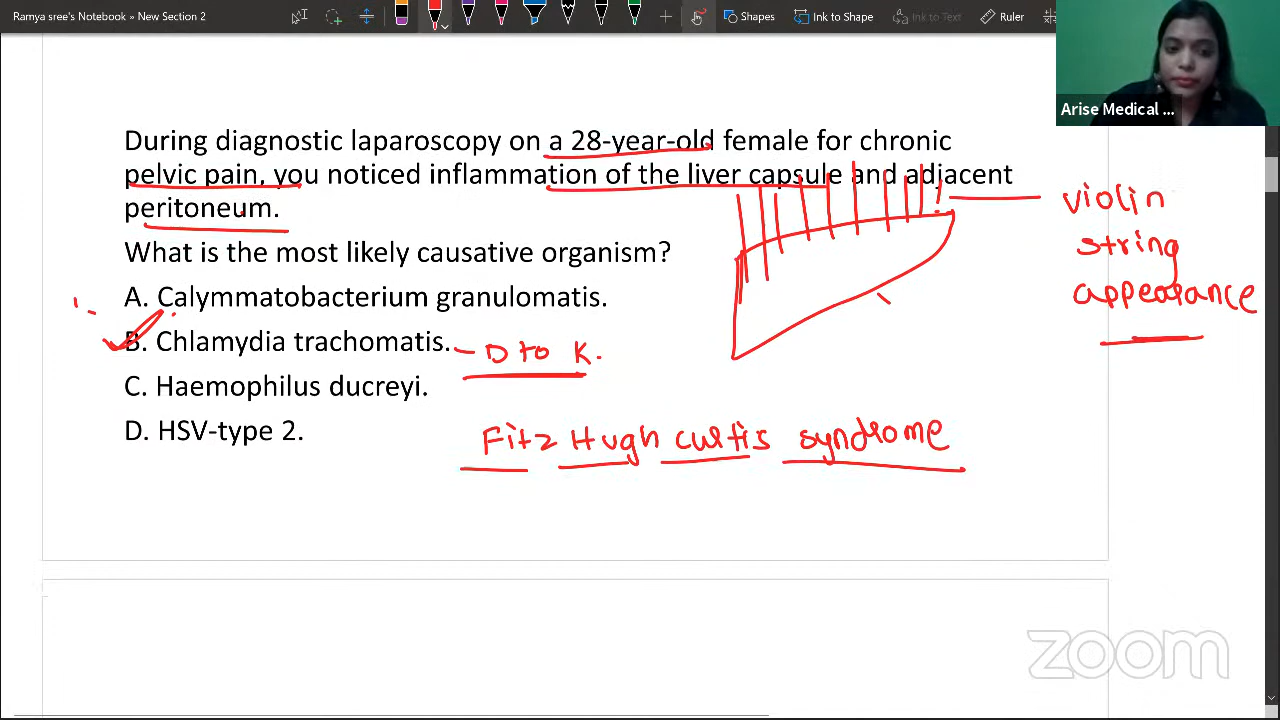 Ramya sree's Notebook » New Section 2
Shapes
Ink to Shape
Ink to Text
Ruler
Arise Medical ...
During diagnostic laparoscopy on a 28-year-old female for chronic
pelvic pain, you noticed inflammation of the liver capsule and adjacent
peritoneum.
What is the most likely causative organism?
A. Calymmatobacterium granulomatis.
B. Chlamydia trachomatis. - D to K.
C. Haemophilus ducreyi.
D. HSV-type 2.
violin
string
appearance
Fitz Hugh curtis syndrome
zoom